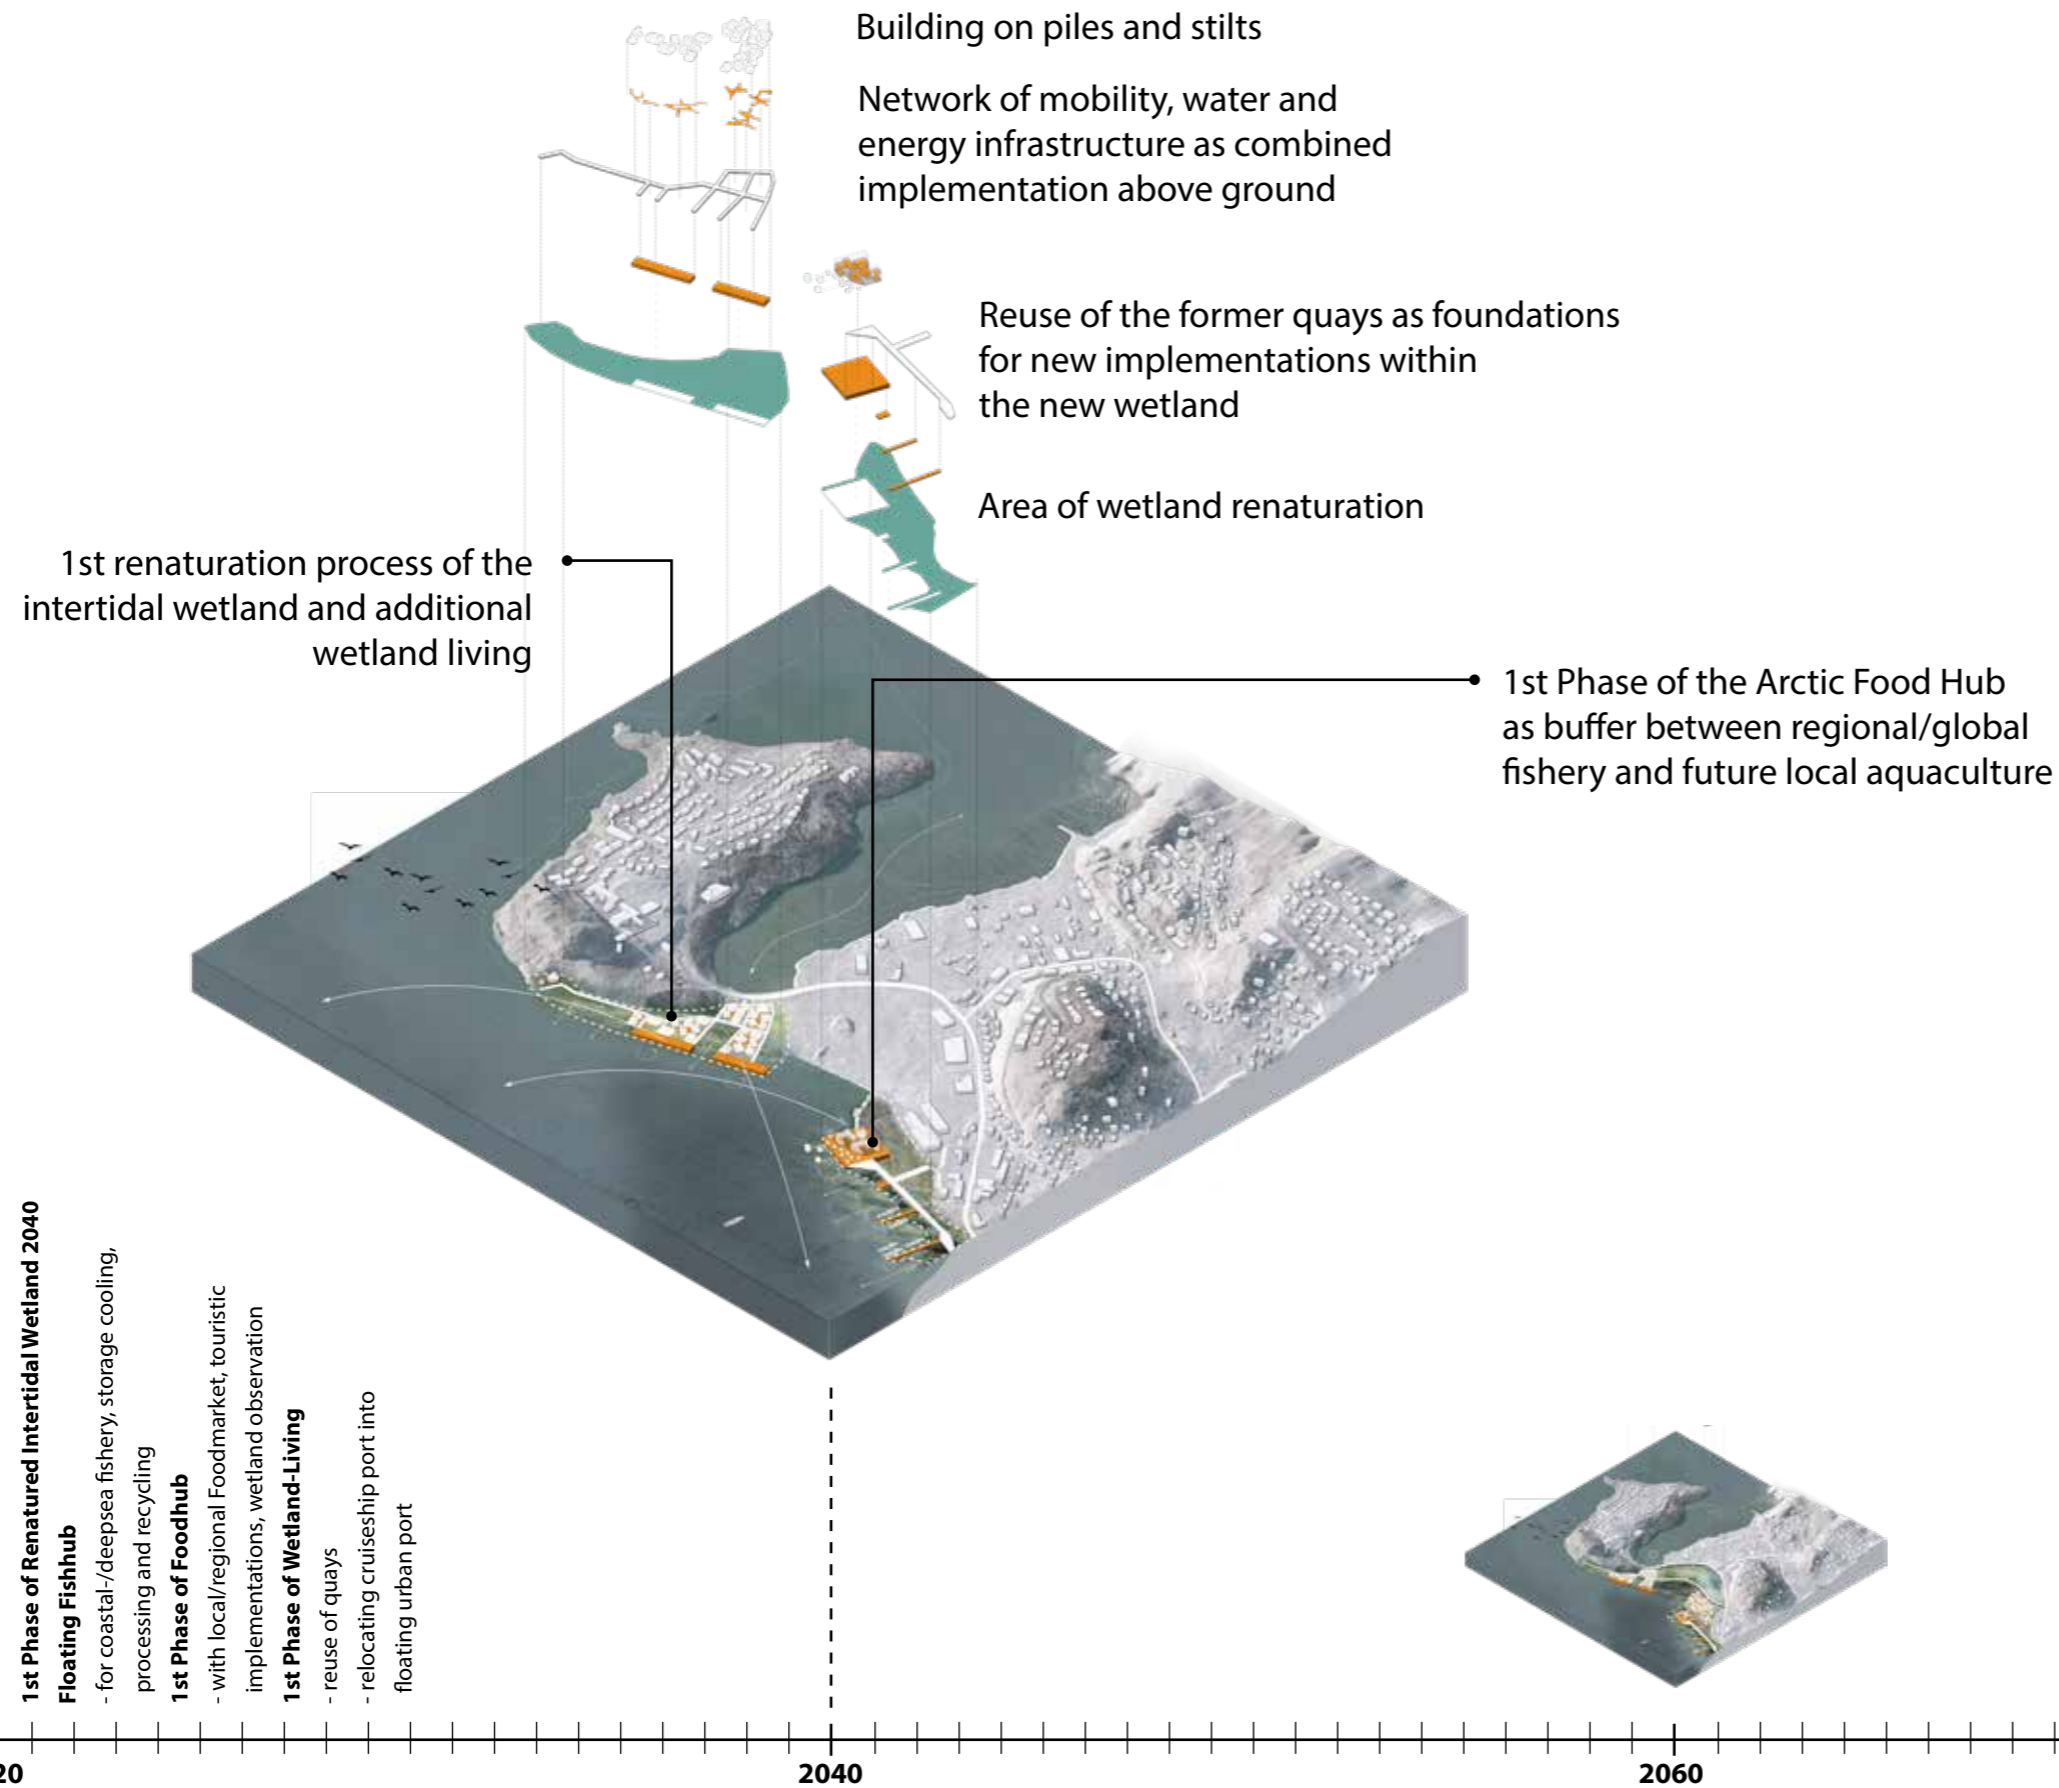 Building on piles and stilts
Network of mobility, water and
energy infrastructure as combined
implementation above ground
Reuse of the former quays as foundations
for new implementations within
the new wetland
Area of wetland renaturation
1st renaturation process of the
intertidal wetland and additional
wetland living
1st Phase of the Arctic Food Hub
as buffer between regional/global
fishery and future local aquaculture
1st Phase of Renatured Intertidal Wetland 2040
Floating Fishhub
- for coastal-/deepsea fishery, storage cooling,
processing and recycling
1st Phase of Foodhub
- with local/regional Foodmarket, touristic
implementations, wetland observation
1st Phase of Wetland-Living
- reuse of quays
- relocating cruiseship port into
floating urban port
20
2040
2060